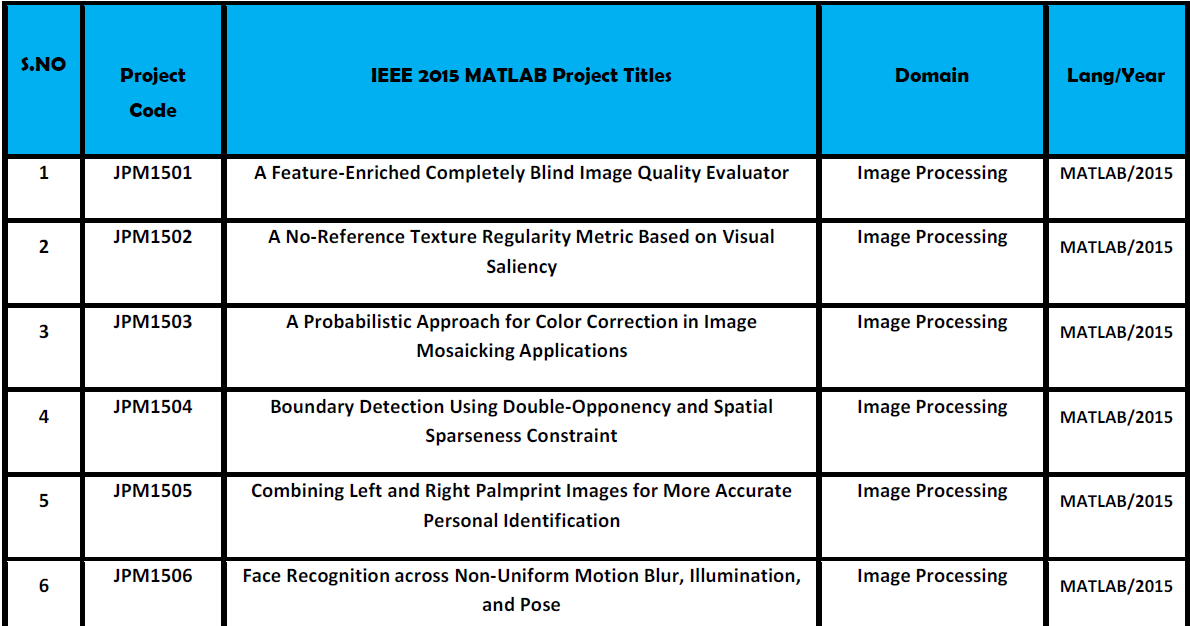 S.NO
Project
Code
IEEE 2015 MATLAB Project Titles
Domain
Lang/Year
1
JPM1501
A Feature-Enriched Completely Blind Image Quality Evaluator
Image Processing
MATLAB/2015
2
JPM1502
A No-Reference Texture Regularity Metric Based on Visual
Saliency
Image Processing
MATLAB/2015
3
JPM1503
A Probabilistic Approach for Color Correction in Image
Mosaicking Applications
Image Processing
MATLAB/2015
4
JPM1504
Boundary Detection Using Double-Opponency and Spatial
Sparseness Constraint
Image Processing
MATLAB/2015
5
JPM1505
Combining Left and Right Palmprint Images for More Accurate
Personal Identification
Image Processing
MATLAB/2015
6
JPM1506
Face Recognition across Non-Uniform Motion Blur, Illumination,
and Pose
Image Processing
MATLAB/2015